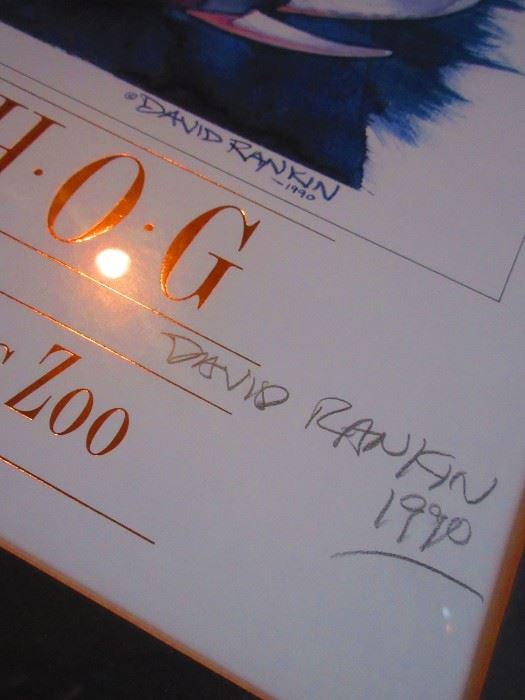 © DAVID RANKIN
- 1990
H·O·G
Zoo
DAVID RANKIN
1990